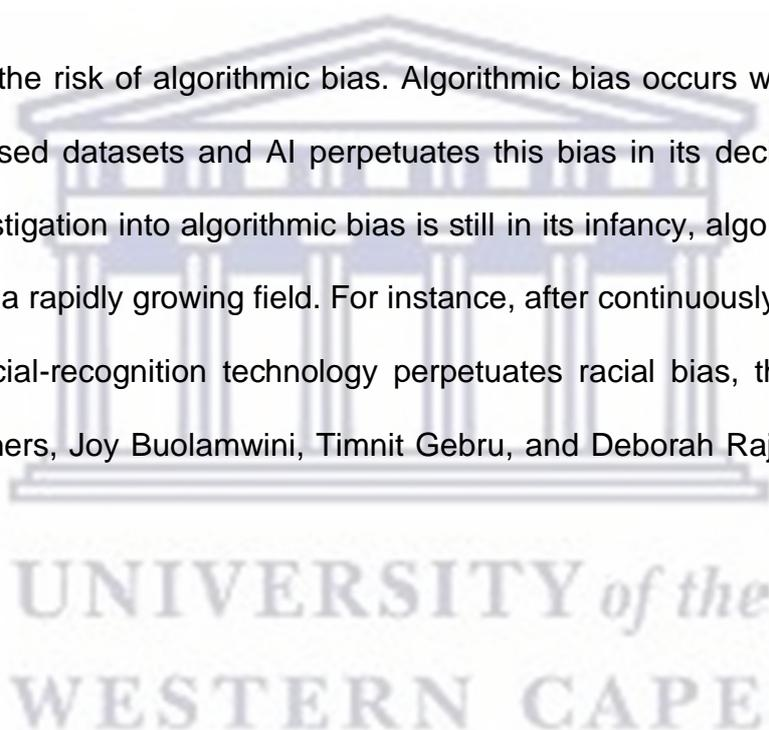 the risk of algorithmic bias. Algorithmic bias occurs w
sed datasets and AI perpetuates this bias in its dec
stigation into algorithmic bias is still in its infancy, algo
a rapidly growing field. For instance, after continuously
cial-recognition technology perpetuates racial bias, th
ners, Joy Buolamwini, Timnit Gebru, and Deborah Raj
UNIVERSITY of the
WESTERN CAPE